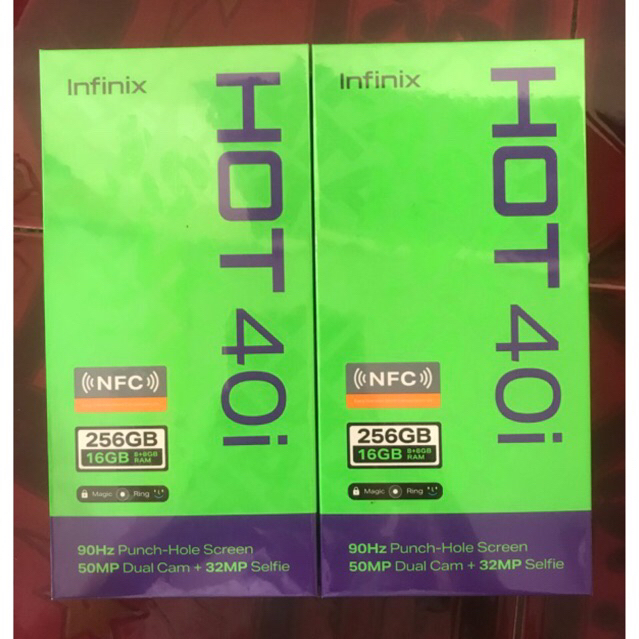 Infinix
HOT 40i
NFC
256GB
16GB 8+8GB RAM
Magic Ring
90Hz Punch-Hole Screen
50MP Dual Cam + 32MP Selfie
Infinix
HOT 40i
NFC
256GB
16GB 8+8GB RAM
Magic Ring
90Hz Punch-Hole Screen
50MP Dual Cam + 32MP Selfie